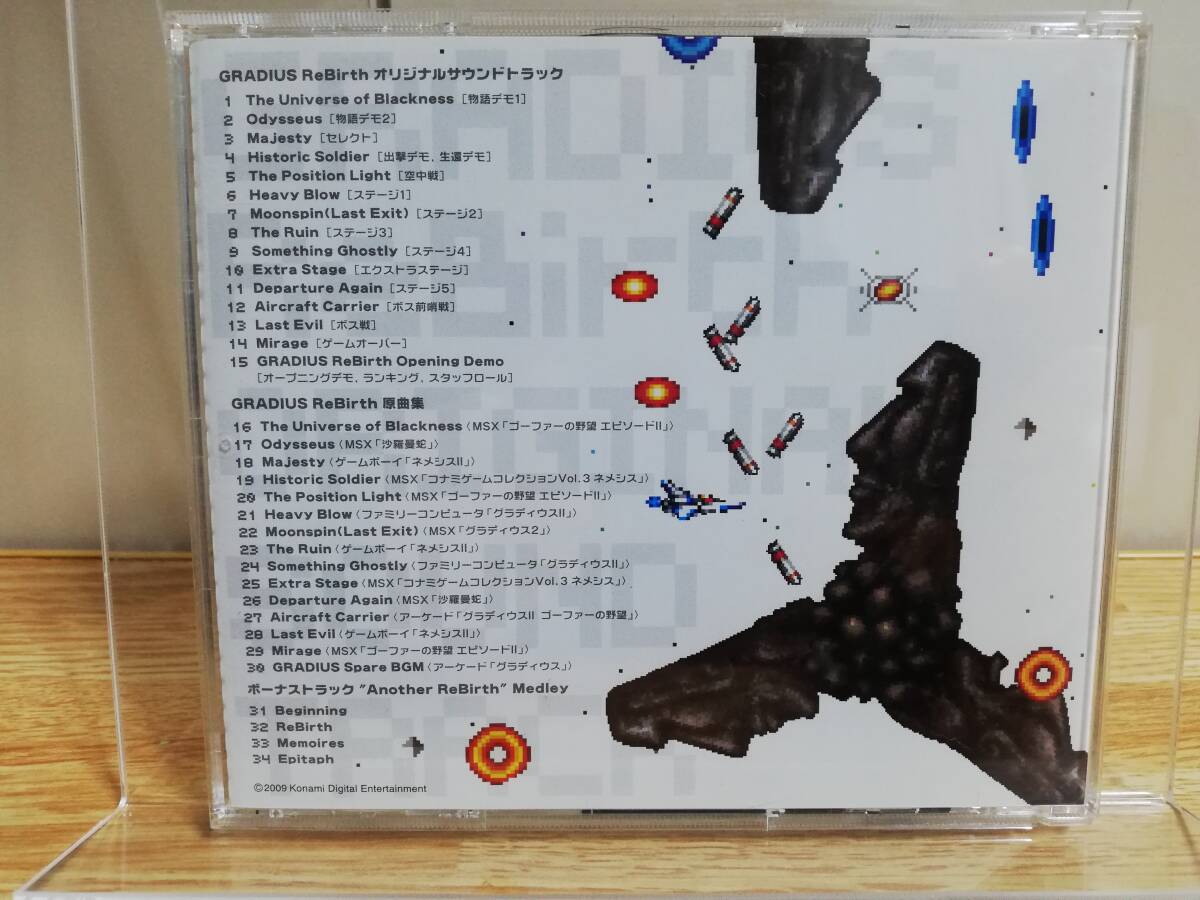 GRADIUS ReBirth オリジナルサウンドトラック
1 The Universe of Blackness [物語デモ1]
2 Odysseus [物語デモ2]
3 Majesty [セレクト]
4 Historic Soldier [出撃デモ, 生還デモ]
5 The Position Light [空中戦]
6 Heavy Blow [ステージ1]
7 Moonspin(Last Exit) [ステージ2]
8 The Ruin [ステージ3]
9 Something Ghostly [ステージ4]
10 Extra Stage [エクストラステージ]
11 Departure Again [ステージ5]
12 Aircraft Carrier [ボス前哨戦]
13 Last Evil [ボス戦]
14 Mirage [ゲームオーバー]
15 GRADIUS ReBirth Opening Demo
[オープニングデモ, ランキング, スタッフロール]
GRADIUS ReBirth 原曲集
16 The Universe of Blackness〈MSX「ゴーファーの野望 エピソードII」〉
17 Odysseus〈MSX「沙羅曼蛇」〉
18 Majesty〈ゲームボーイ「ネメシスII」〉
19 Historic Soldier〈MSX「コナミゲームコレクションVol.3 ネメシス」〉
20 The Position Light〈MSX「ゴーファーの野望 エピソードII」〉
21 Heavy Blow〈ファミリーコンピュータ「グラディウスII」〉
22 Moonspin(Last Exit)〈MSX「グラディウス2」〉
23 The Ruin〈ゲームボーイ「ネメシスII」〉
24 Something Ghostly〈ファミリーコンピュータ「グラディウスII」〉
25 Extra Stage〈MSX「コナミゲームコレクションVol.3 ネメシス」〉
26 Departure Again〈MSX「沙羅曼蛇」〉
27 Aircraft Carrier〈アーケード「グラディウスII ゴーファーの野望」〉
28 Last Evil〈ゲームボーイ「ネメシスII」〉
29 Mirage〈MSX「ゴーファーの野望 エピソードII」〉
30 GRADIUS Spare BGM〈アーケード「グラディウス」〉
ボーナストラック "Another ReBirth" Medley
31 Beginning
32 ReBirth
33 Memoires
34 Epitaph
©2009 Konami Digital Entertainment